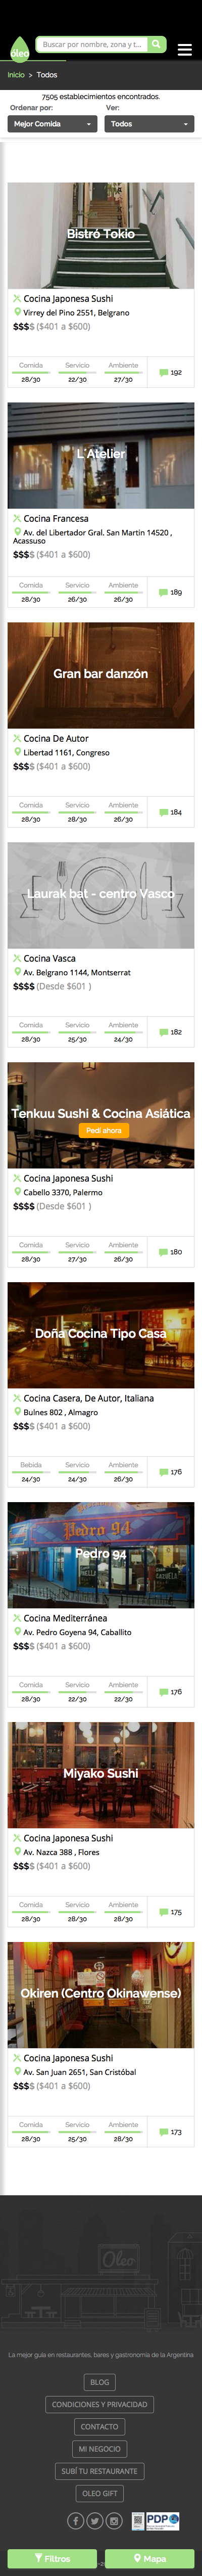 óleo
Buscar por nombre, zona y t...
Inicio > Todos
7505 establecimientos encontrados.
Ordenar por: Ver:
Mejor Comida Todos
Bistró Tokio
Cocina Japonesa Sushi
Virrey del Pino 2551, Belgrano
$$$$ ($401 a $600)
Comida Servicio Ambiente
28/30 22/30 27/30 192
L´Atelier
Cocina Francesa
Av. del Libertador Gral. San Martín 14520 ,
Acassuso
$$$$ ($401 a $600)
Comida Servicio Ambiente
28/30 26/30 26/30 189
Gran bar danzón
Cocina De Autor
Libertad 1161, Congreso
$$$$ ($401 a $600)
Comida Servicio Ambiente
28/30 28/30 26/30 184
Laurak bat - centro Vasco
Cocina Vasca
Av. Belgrano 1144, Montserrat
$$$$ (Desde $601 )
Comida Servicio Ambiente
28/30 25/30 24/30 182
Tenkuu Sushi & Cocina Asiática
Pedí ahora
Cocina Japonesa Sushi
Cabello 3370, Palermo
$$$$ (Desde $601 )
Comida Servicio Ambiente
28/30 27/30 26/30 180
Doña Cocina Tipo Casa
Cocina Casera, De Autor, Italiana
Bulnes 802 , Almagro
$$$$ ($401 a $600)
Bebida Servicio Ambiente
24/30 24/30 26/30 176
Pedro 94
Pedro 94
Cocina Mediterránea
Av. Pedro Goyena 94, Caballito
$$$$ ($401 a $600)
Comida Servicio Ambiente
28/30 22/30 22/30 176
Miyako Sushi
Cocina Japonesa Sushi
Av. Nazca 388 , Flores
$$$$ ($401 a $600)
Comida Servicio Ambiente
28/30 28/30 28/30 175
Okiren (Centro Okinawense)
Cocina Japonesa Sushi
Av. San Juan 2651, San Cristóbal
$$$$ ($401 a $600)
Comida Servicio Ambiente
28/30 25/30 28/30 173
Oleo
La mejor guía en restaurantes, bares y gastronomía de la Argentina
BLOG
CONDICIONES Y PRIVACIDAD
CONTACTO
MI NEGOCIO
SUBÍ TU RESTAURANTE
OLEO GIFT
PDP
Filtros Mapa